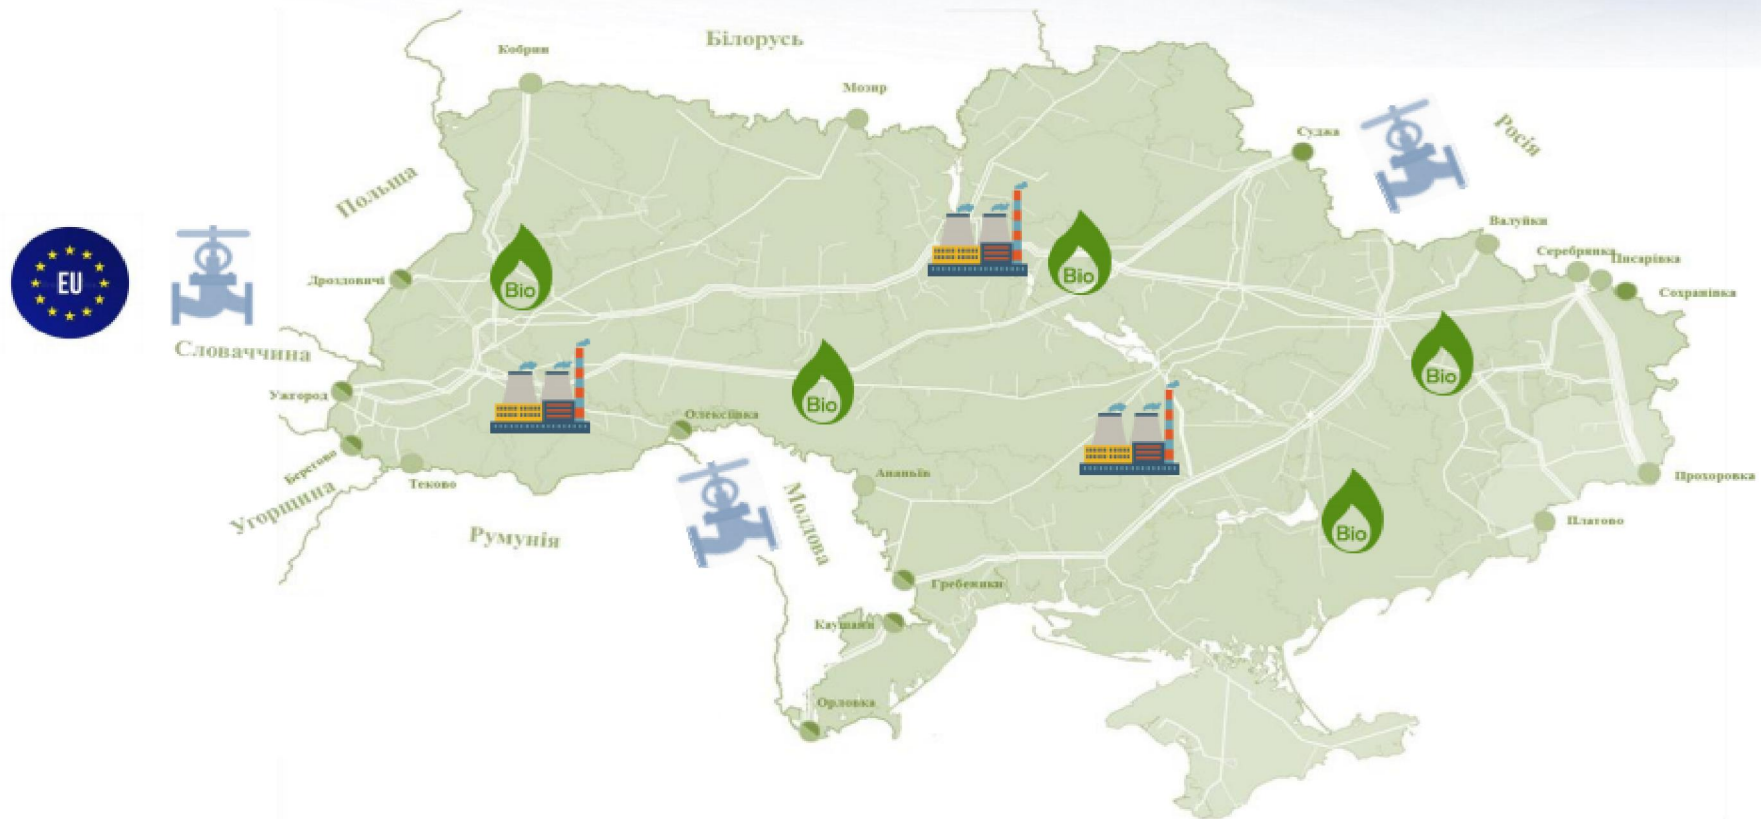 Білорусь
Кобрин
Мозир
Суджа
Росія
Польща
Валуйки
Серебрянка
Писарівка
Сохранівка
EU
Дроздовичі
Bio
Bio
Bio
Bio
Bio
Словаччина
Ужгород
Олексіївка
Берегово
Теково
Угорщина
Румунія
Молдова
Ананьїв
Прохоровка
Платово
Гребеники
Каушани
Орловка